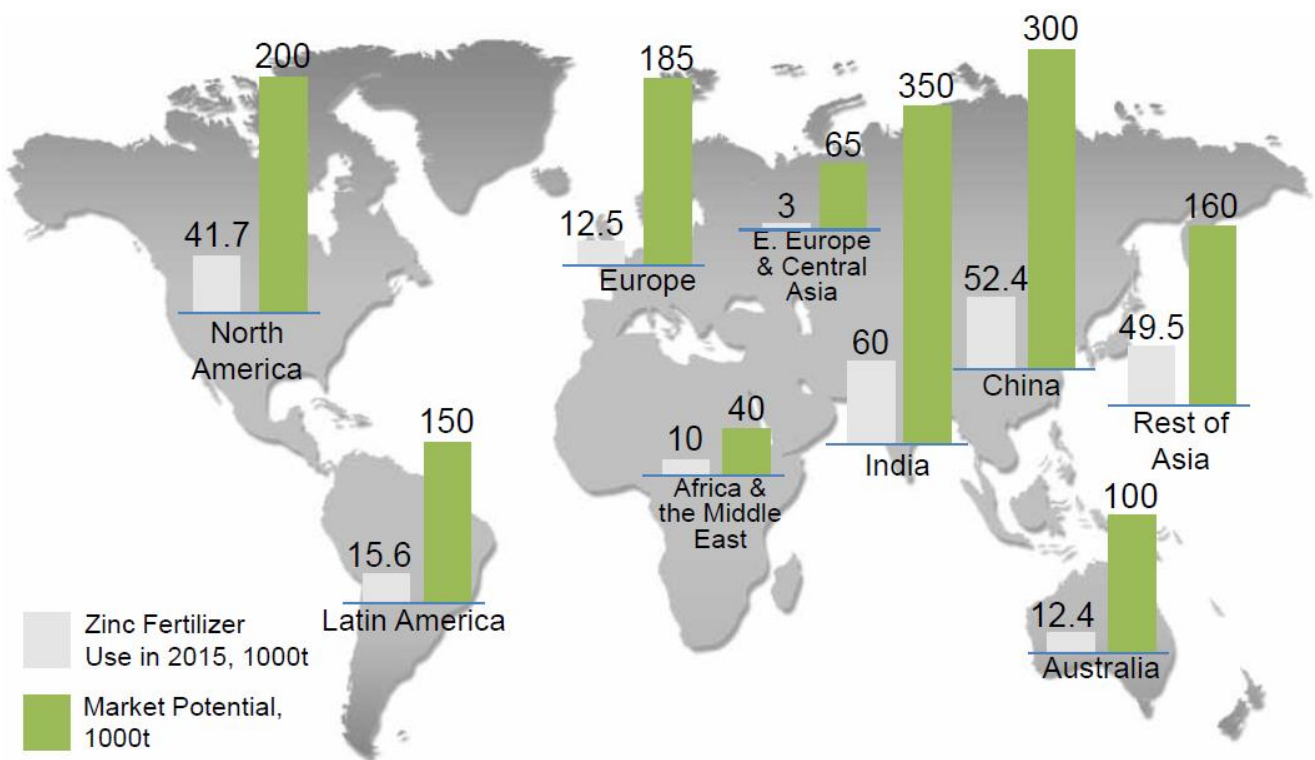 200
41.7
North
America
185
12.5
Europe
65
3
E. Europe
& Central
Asia
350
60
India
300
52.4
China
160
49.5
Rest of
Asia
150
15.6
Latin America
40
10
Africa &
the Middle
East
100
12.4
Australia
Zinc Fertilizer
Use in 2015, 1000t
Market Potential,
1000t